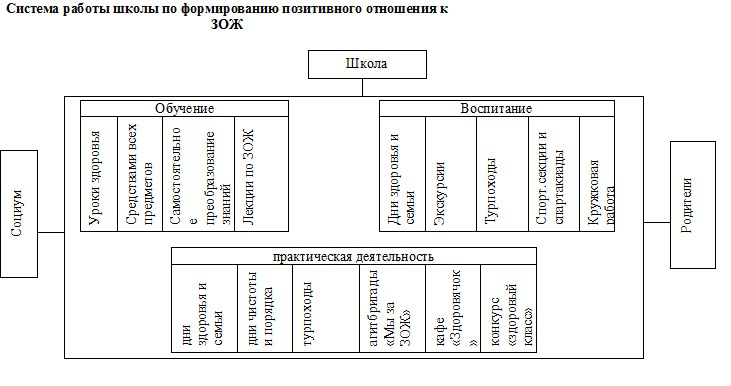 Система работы школы по формированию позитивного отношения к
ЗОЖ
Школа
Обучение
Уроки здоровья
Средствами всех
предметов
Самостоятельно
е преобразование
знаний
Лекции по ЗОЖ
Воспитание
Дни здоровья и
семьи
Экскурсии
Турпоходы
Спорт. секции и
спартакиады
Кружковая
работа
Социум
Родители
практическая деятельность
дни
здоровья и
семьи
дни чистоты
и порядка
турпоходы
агитбригады
«Мы за
ЗОЖ»
кафе
«Здоровячок
»
конкурс
«здоровый
класс»